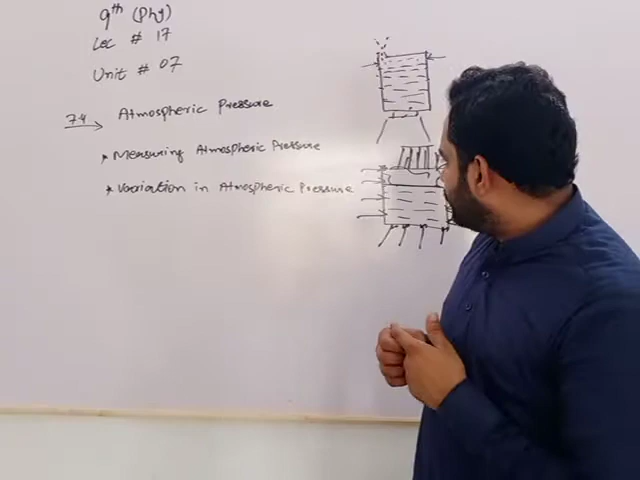 9th (Phy)
Lec # 17
Unit # 07
7.4 → Atmospheric Pressure
* Measuring Atmospheric Pressure
* Variation in Atmospheric Pressure